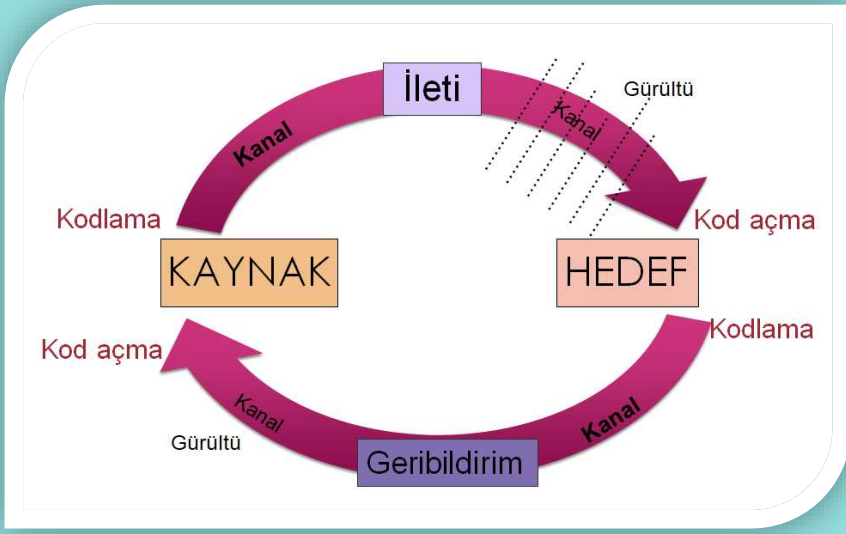 İleti
Gürültü
Kanal
Kanal
Kodlama
Kod açma
KAYNAK
HEDEF
Kodlama
Kod açma
Kanal
Kanal
Gürültü
Geribildirim